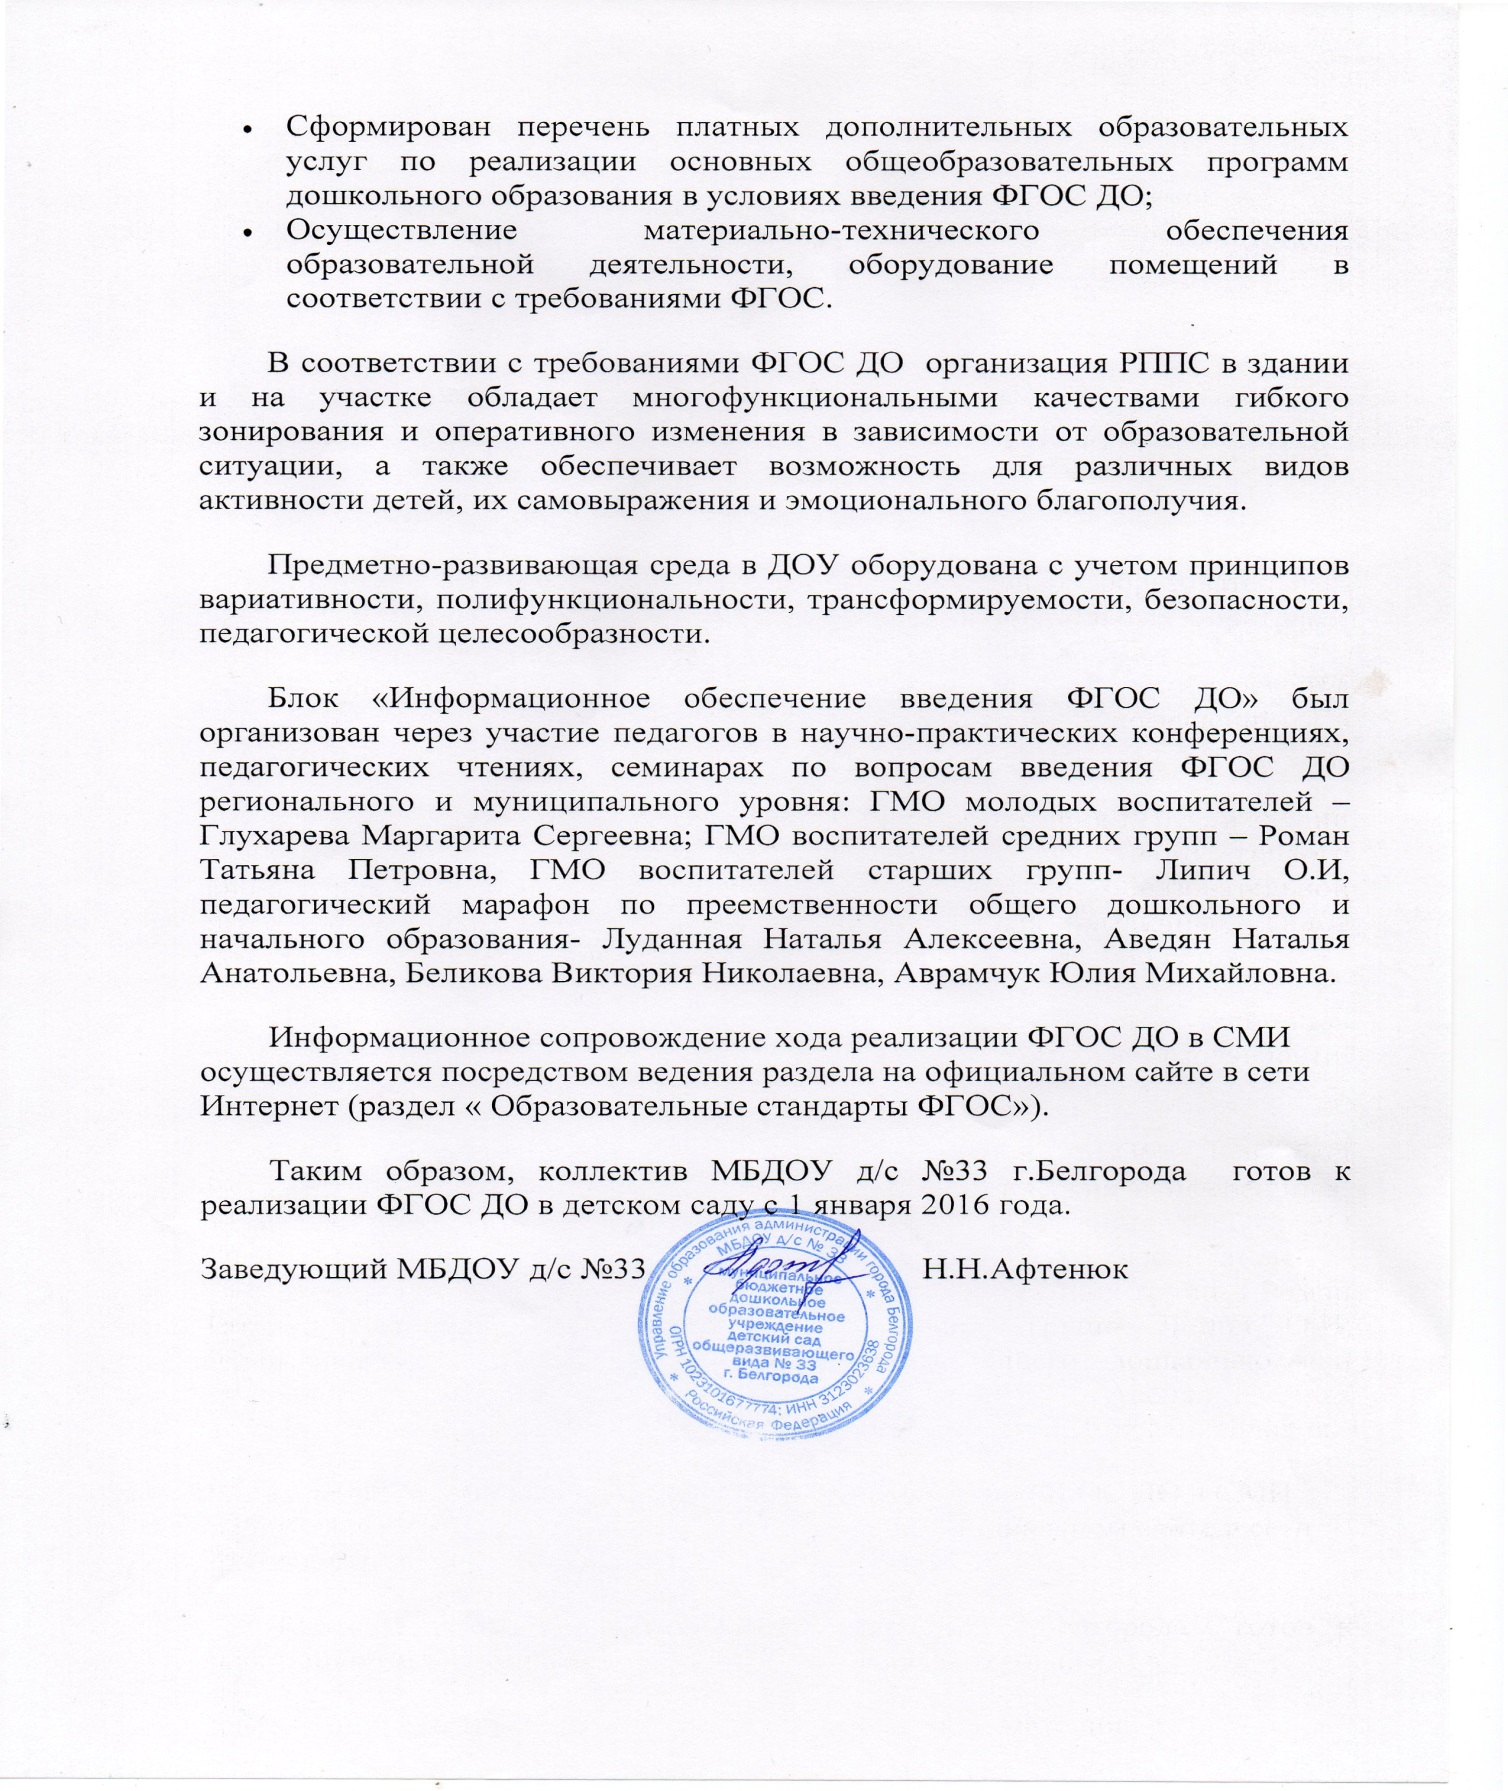 • Сформирован перечень платных дополнительных образовательных
услуг по реализации основных общеобразовательных программ
дошкольного образования в условиях введения ФГОС ДО;
• Осуществление материально-технического обеспечения
образовательной деятельности, оборудование помещений в
соответствии с требованиями ФГОС.
В соответствии с требованиями ФГОС ДО организация РППС в здании
и на участке обладает многофункциональными качествами гибкого
зонирования и оперативного изменения в зависимости от образовательной
ситуации, а также обеспечивает возможность для различных видов
активности детей, их самовыражения и эмоционального благополучия.
Предметно-развивающая среда в ДОУ оборудована с учетом принципов
вариативности, полифункциональности, трансформируемости, безопасности,
педагогической целесообразности.
Блок «Информационное обеспечение введения ФГОС ДО» был
организован через участие педагогов в научно-практических конференциях,
педагогических чтениях, семинарах по вопросам введения ФГОС ДО
регионального и муниципального уровня: ГМО молодых воспитателей –
Глухарева Маргарита Сергеевна; ГМО воспитателей средних групп – Роман
Татьяна Петровна, ГМО воспитателей старших групп- Липич О.И,
педагогический марафон по преемственности общего дошкольного и
начального образования- Луданная Наталья Алексеевна, Аведян Наталья
Анатольевна, Беликова Виктория Николаевна, Аврамчук Юлия Михайловна.
Информационное сопровождение хода реализации ФГОС ДО в СМИ
осуществляется посредством ведения раздела на официальном сайте в сети
Интернет (раздел « Образовательные стандарты ФГОС»).
Таким образом, коллектив МБДОУ д/с №33 г.Белгорода готов к
реализации ФГОС ДО в детском саду с 1 января 2016 года.
Заведующий МБДОУ д/с №33 Н.Н.Афтенюк
Управление образования администрации города Белгорода
МБДОУ д/с № 33
муниципальное
бюджетное
дошкольное
образовательное
учреждение
детский сад
общеразвивающего
вида № 33
г. Белгорода
ОГРН 1023101677774; ИНН 3123023638
Российская Федерация